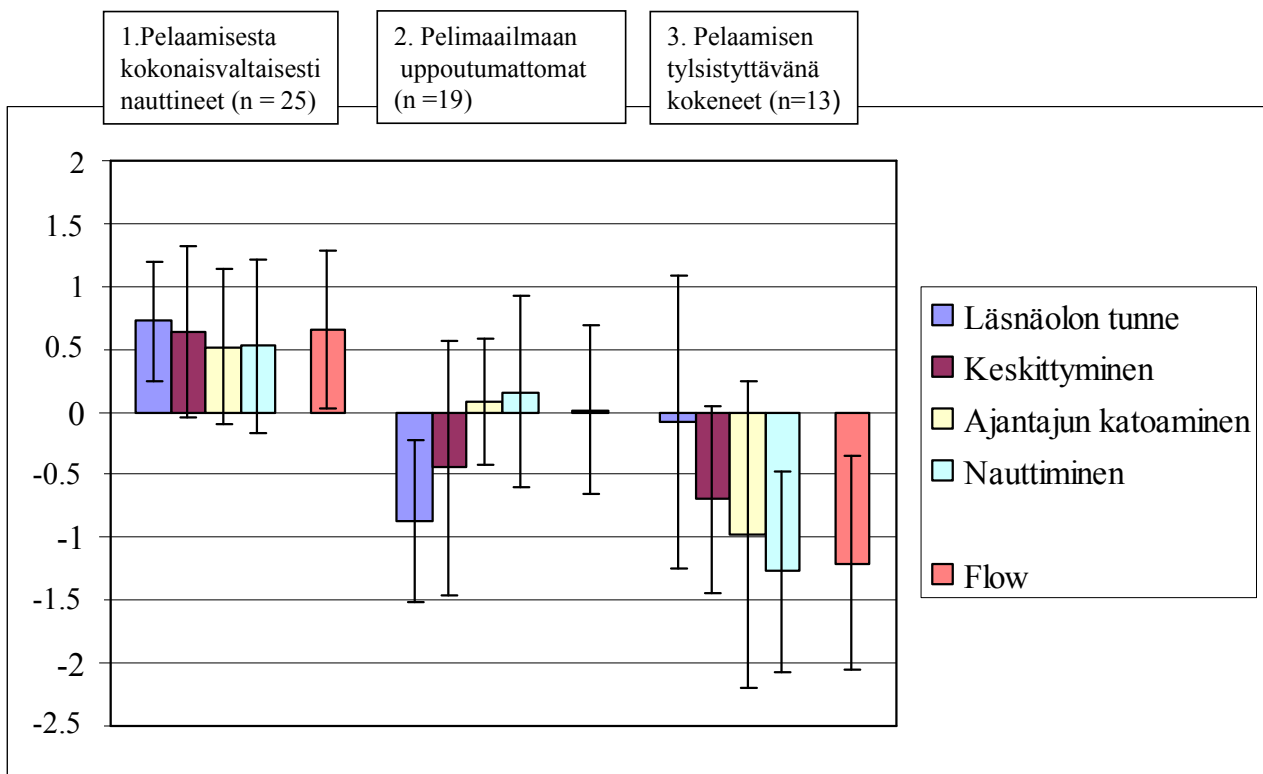 1.Pelaamisesta
kokonaisvaltaisesti
nauttineet (n = 25)
2. Pelimaailmaan
uppoutumattomat
(n =19)
3. Pelaamisen
tylsistyttävänä
kokeneet (n=13)
2
1.5
1
0.5
0
-0.5
-1
-1.5
-2
-2.5
Läsnäolon tunne
Keskittyminen
Ajantajun katoaminen
Nauttiminen
Flow